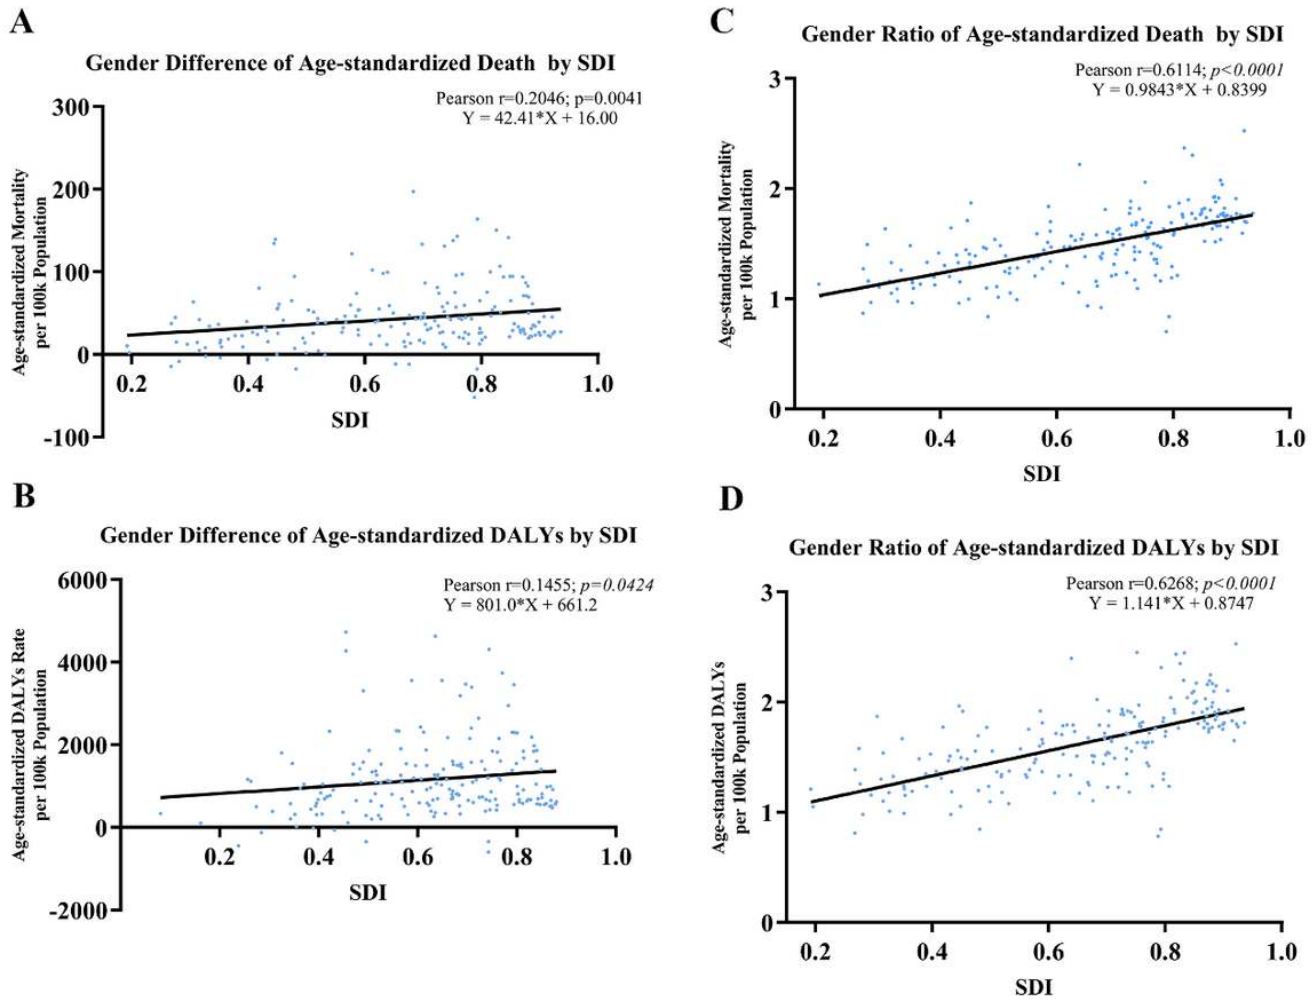 A
Gender Difference of Age-standardized Death by SDI
Pearson r=0.2046; p=0.0041
Y = 42.41*X + 16.00
Age-standardized Mortality
per 100k Population
300
200
100
0
-100
0.2 0.4 0.6 0.8 1.0
SDI
B
Gender Difference of Age-standardized DALYs by SDI
Pearson r=0.1455; p=0.0424
Y = 801.0*X + 661.2
Age-standardized DALYs Rate
per 100k Population
6000
4000
2000
0
-2000
0.2 0.4 0.6 0.8 1.0
SDI
C
Gender Ratio of Age-standardized Death by SDI
Pearson r=0.6114; p<0.0001
Y = 0.9843*X + 0.8399
Age-standardized Mortality
per 100k Population
3
2
1
0
0.2 0.4 0.6 0.8 1.0
SDI
D
Gender Ratio of Age-standardized DALYs by SDI
Pearson r=0.6268; p<0.0001
Y = 1.141*X + 0.8747
Age-standardized DALYs
per 100k Population
3
2
1
0
0.2 0.4 0.6 0.8 1.0
SDI